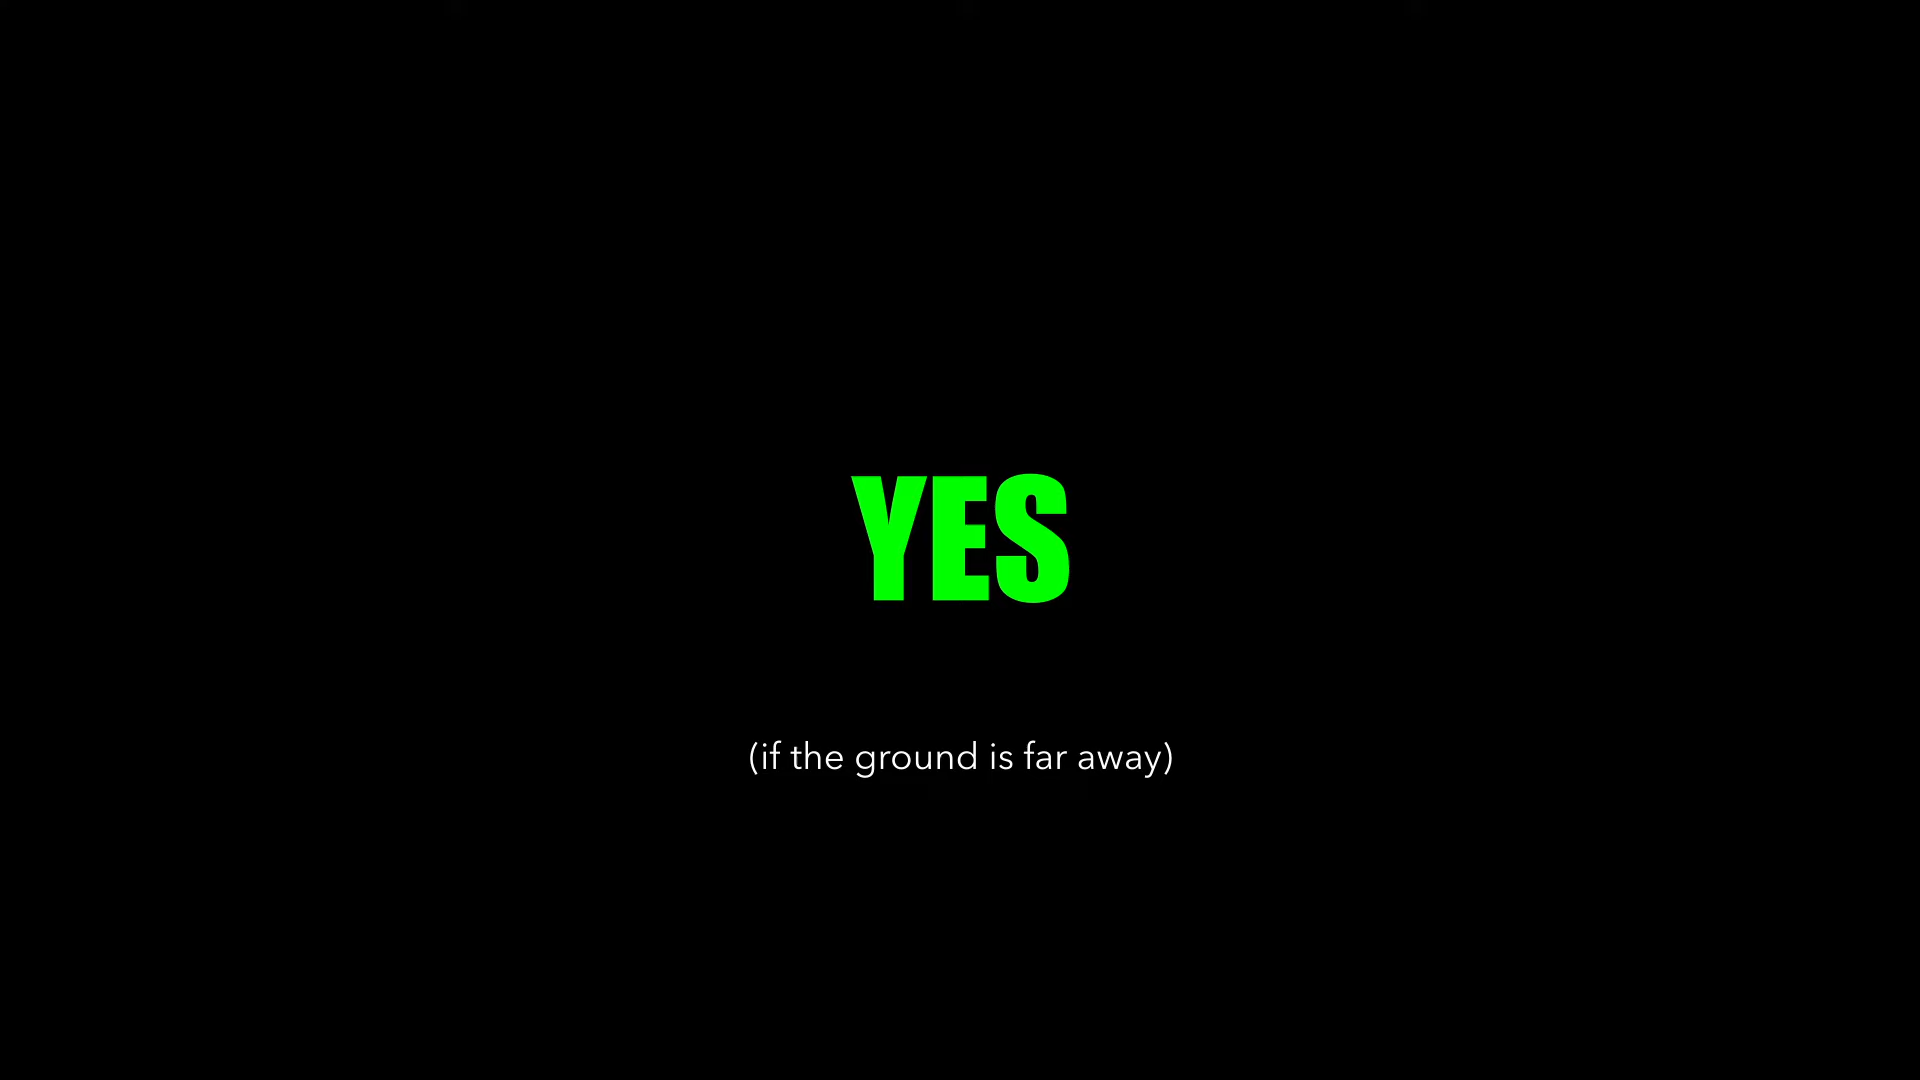 YES
(if the ground is far away)